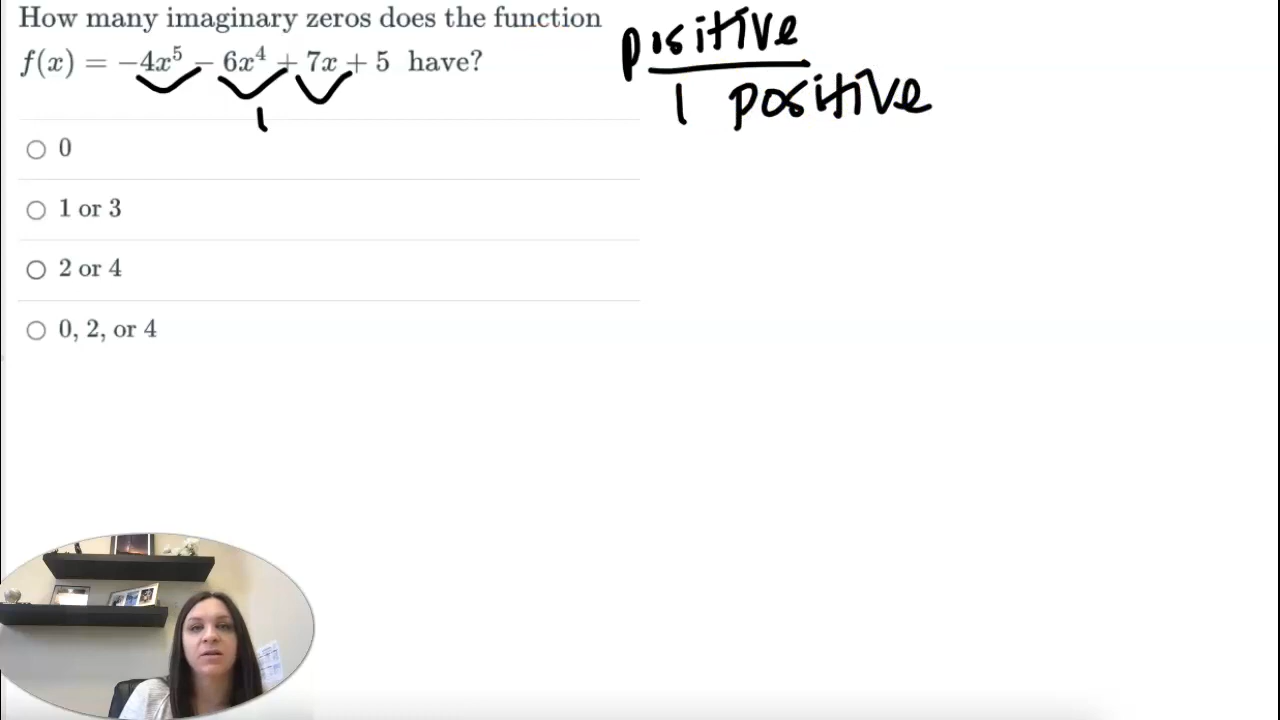 How many imaginary zeros does the function
f(x) = −4x⁵ − 6x⁴ + 7x + 5 have?
1
positive
1 positive
0
1 or 3
2 or 4
0, 2, or 4